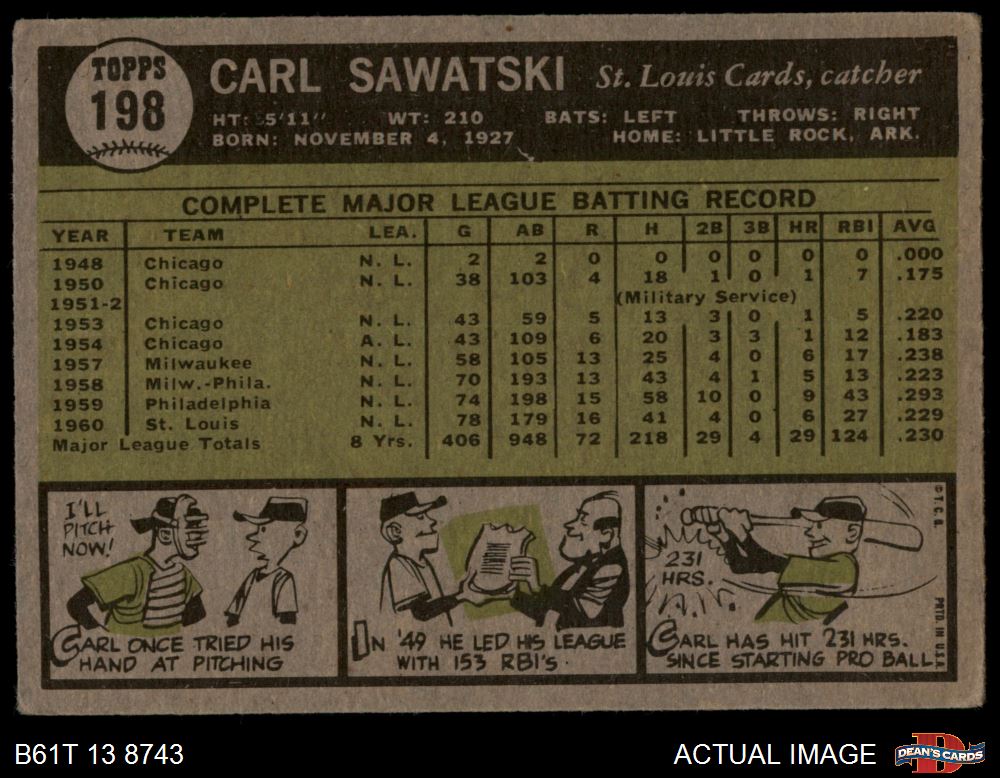 TOPPS
198
CARL SAWATSKI St. Louis Cards, catcher
HT: 5'11" WT: 210 BATS: LEFT THROWS: RIGHT
BORN: NOVEMBER 4, 1927 HOME: LITTLE ROCK, ARK.
COMPLETE MAJOR LEAGUE BATTING RECORD
YEAR TEAM LEA. G AB R H 2B 3B HR RBI AVG
1948 Chicago N. L. 2 2 0 0 0 0 0 0 .000
1950 Chicago N. L. 38 103 4 18 1 0 1 7 .175
1951-2 (Military Service)
1953 Chicago N. L. 43 59 5 13 3 0 1 5 .220
1954 Chicago A. L. 43 109 6 20 3 3 1 12 .183
1957 Milwaukee N. L. 58 105 13 25 4 0 6 17 .238
1958 Milw.-Phila. N. L. 70 193 13 43 4 1 5 13 .223
1959 Philadelphia N. L. 74 198 15 58 10 0 9 43 .293
1960 St. Louis N. L. 78 179 16 41 4 0 6 27 .229
Major League Totals 8 Yrs. 406 948 72 218 29 4 29 124 .230
I'LL
PITCH
NOW!
CARL ONCE TRIED HIS
HAND AT PITCHING
IN '49 HE LED HIS LEAGUE
WITH 153 RBI's.
231
HRS.
CARL HAS HIT 231 HRS.
SINCE STARTING PRO BALL
© T. C. G.
PRTD. IN U.S.A.
B61T 13 8743
ACTUAL IMAGE
D
DEAN'S CARDS